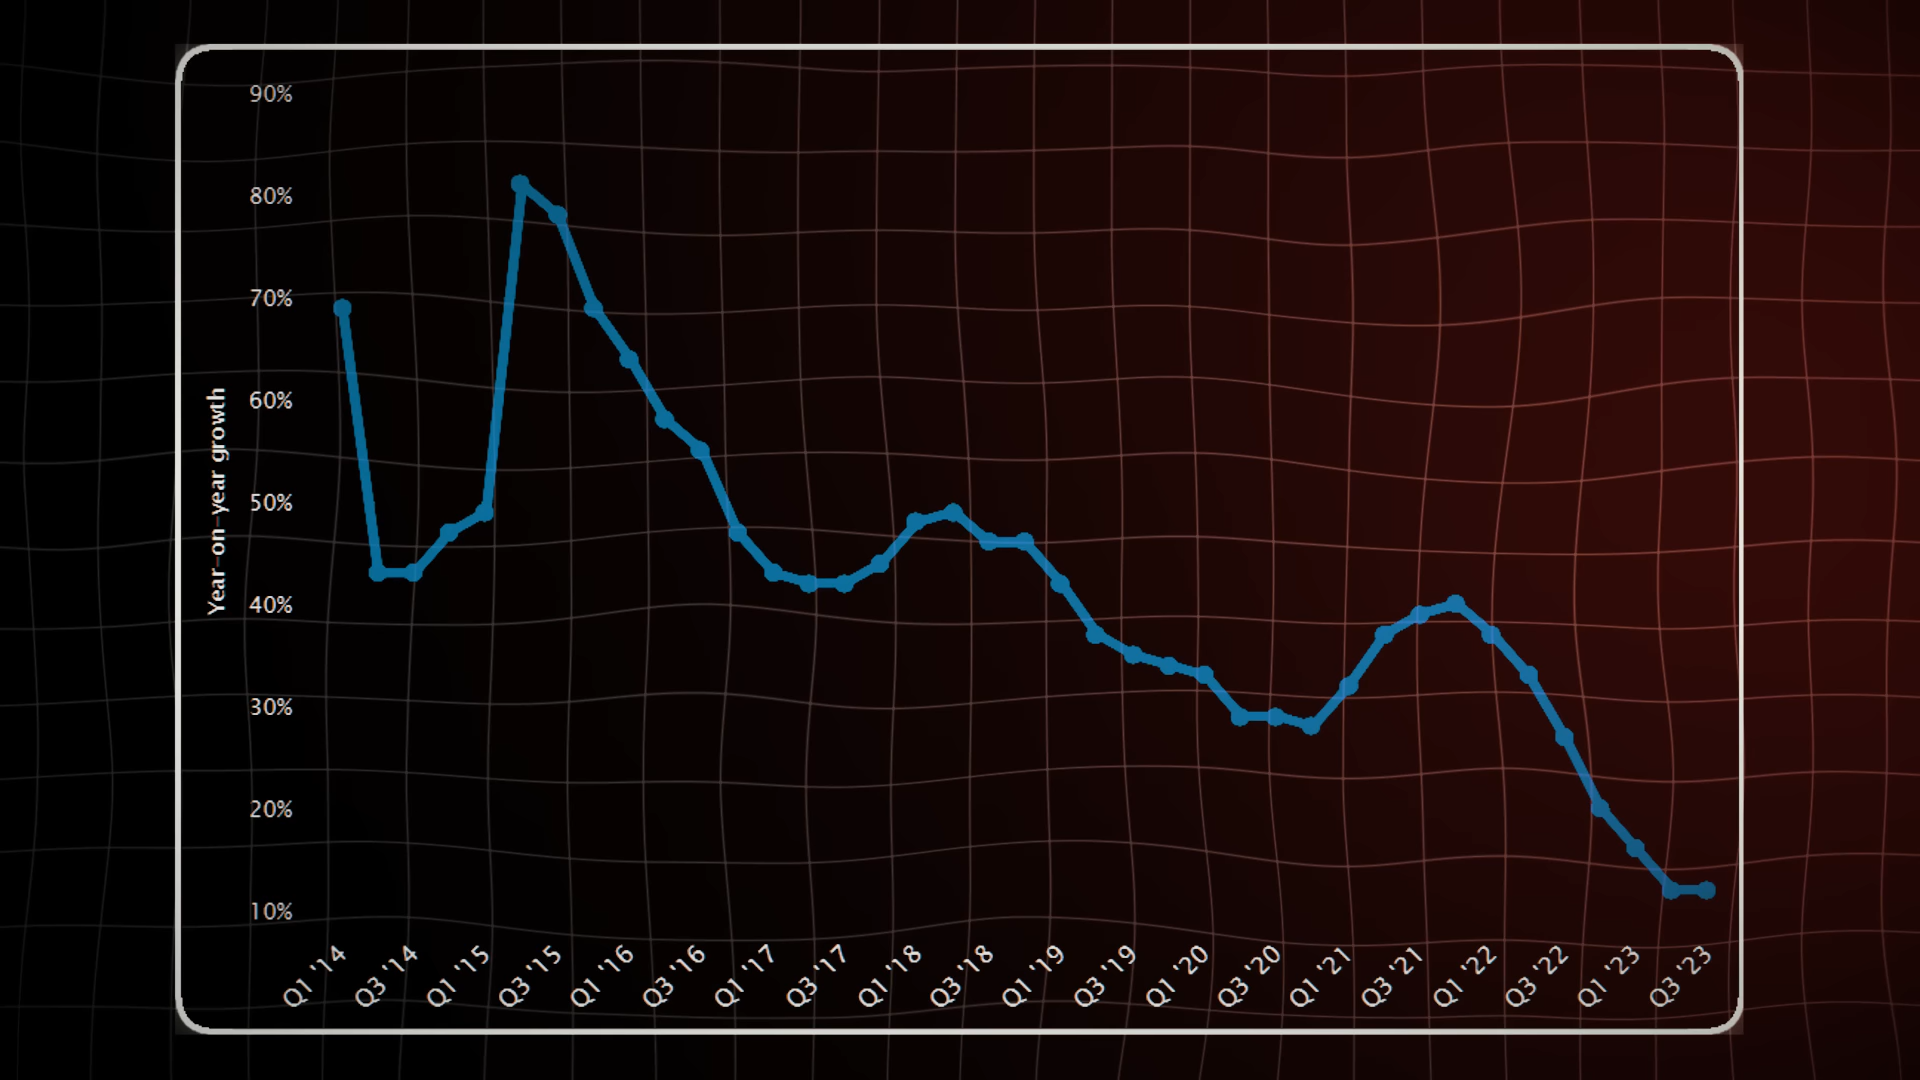 90%
80%
70%
60%
50%
40%
30%
20%
10%
Year-on-year growth
Q1 '14
Q3 '14
Q1 '15
Q3 '15
Q1 '16
Q3 '16
Q1 '17
Q3 '17
Q1 '18
Q3 '18
Q1 '19
Q3 '19
Q1 '20
Q3 '20
Q1 '21
Q3 '21
Q1 '22
Q3 '22
Q1 '23
Q3 '23